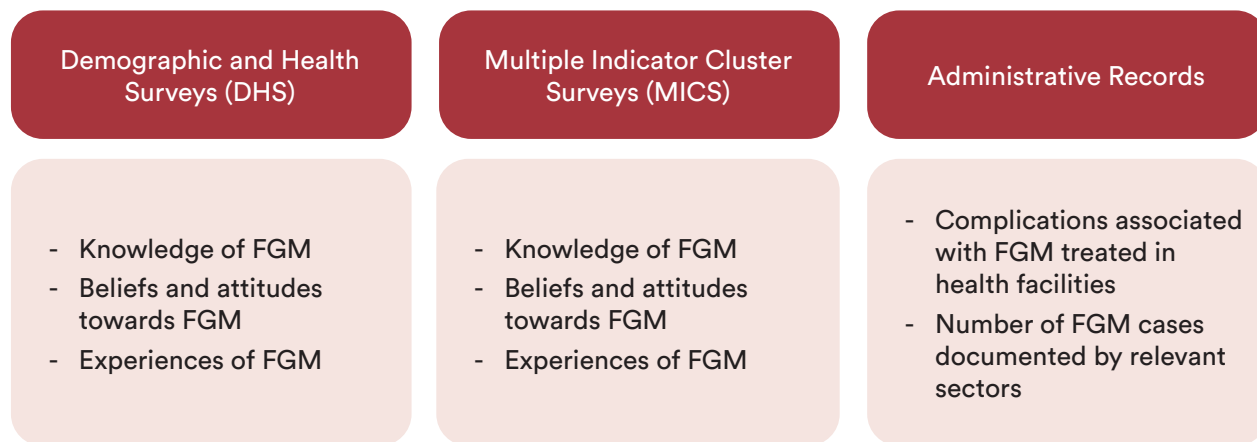 Demographic and Health
Surveys (DHS)
Multiple Indicator Cluster
Surveys (MICS)
Administrative Records
- Knowledge of FGM
- Beliefs and attitudes
towards FGM
- Experiences of FGM
- Knowledge of FGM
- Beliefs and attitudes
towards FGM
- Experiences of FGM
- Complications associated
with FGM treated in
health facilities
- Number of FGM cases
documented by relevant
sectors